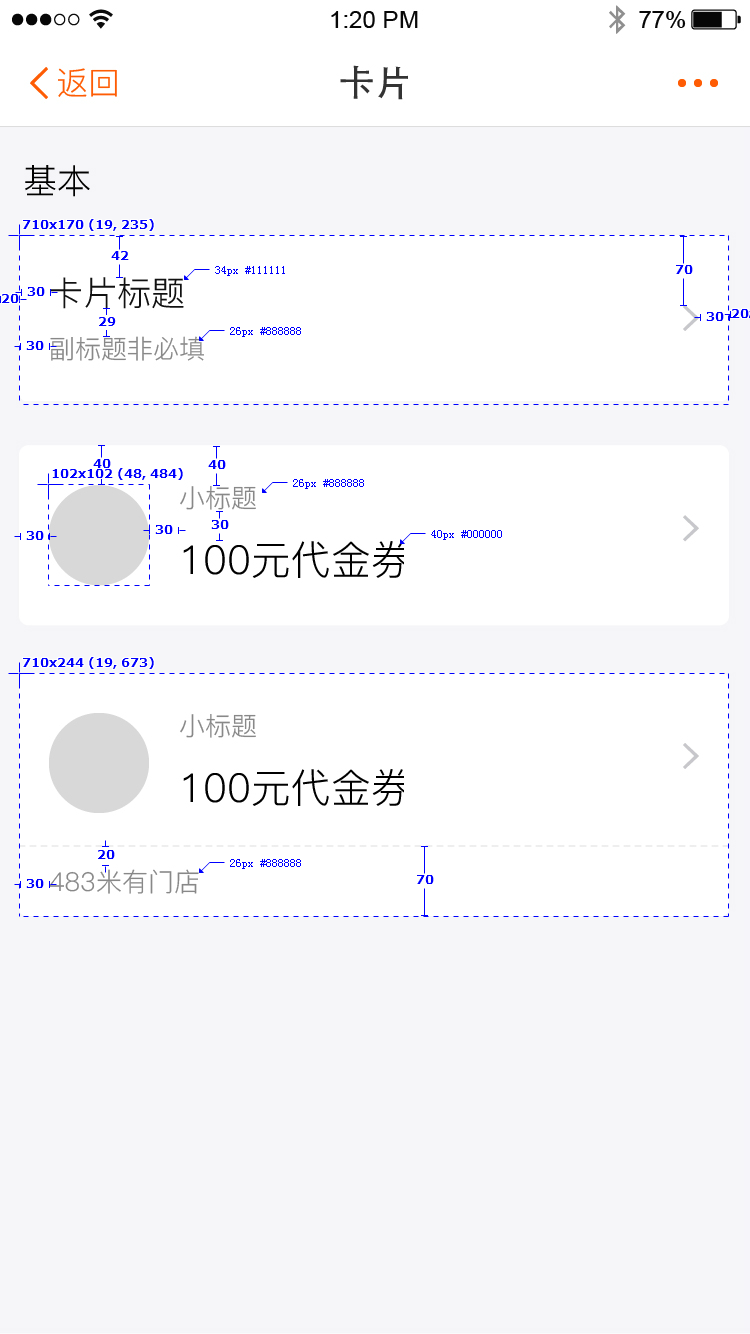 1:20 PM 77%
返回 卡片
基本
710x170 (19, 235)
42
34px #111111
70
30 卡片标题
20
29
30 20
26px #888888
30 副标题非必填
40 40
102x102 (48, 484)
26px #888888
小标题
30 30 30
40px #000000
100元代金券
710x244 (19, 673)
小标题
100元代金券
20
26px #888888
30 483米有门店
70